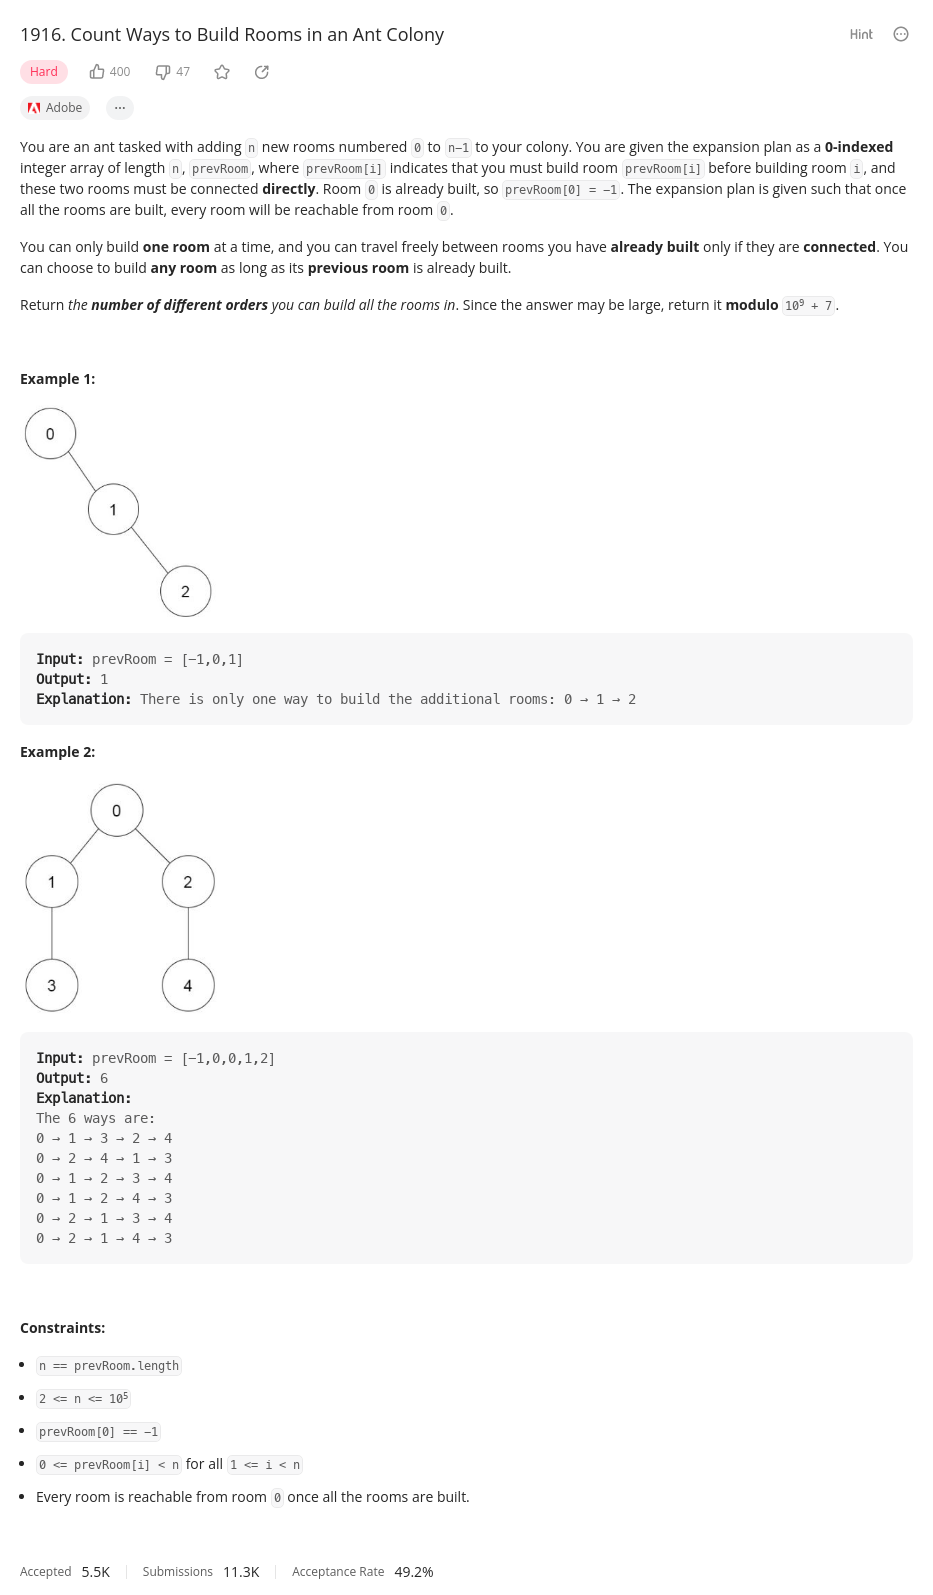 1916. Count Ways to Build Rooms in an Ant Colony
Hint
Hard
400
47
Adobe
You are an ant tasked with adding n new rooms numbered 0 to n-1 to your colony. You are given the expansion plan as a 0-indexed
integer array of length n, prevRoom, where prevRoom[i] indicates that you must build room prevRoom[i] before building room i, and
these two rooms must be connected directly. Room 0 is already built, so prevRoom[0] = -1. The expansion plan is given such that once
all the rooms are built, every room will be reachable from room 0.
You can only build one room at a time, and you can travel freely between rooms you have already built only if they are connected. You
can choose to build any room as long as its previous room is already built.
Return the number of different orders you can build all the rooms in. Since the answer may be large, return it modulo 10⁹ + 7.
Example 1:
0
1
2
Input: prevRoom = [-1,0,1]
Output: 1
Explanation: There is only one way to build the additional rooms: 0 → 1 → 2
Example 2:
0
1
2
3
4
Input: prevRoom = [-1,0,0,1,2]
Output: 6
Explanation:
The 6 ways are:
0 → 1 → 3 → 2 → 4
0 → 2 → 4 → 1 → 3
0 → 1 → 2 → 3 → 4
0 → 1 → 2 → 4 → 3
0 → 2 → 1 → 3 → 4
0 → 2 → 1 → 4 → 3
Constraints:
• n == prevRoom.length
• 2 <= n <= 10⁵
• prevRoom[0] == -1
• 0 <= prevRoom[i] < n for all 1 <= i < n
• Every room is reachable from room 0 once all the rooms are built.
Accepted 5.5K Submissions 11.3K Acceptance Rate 49.2%